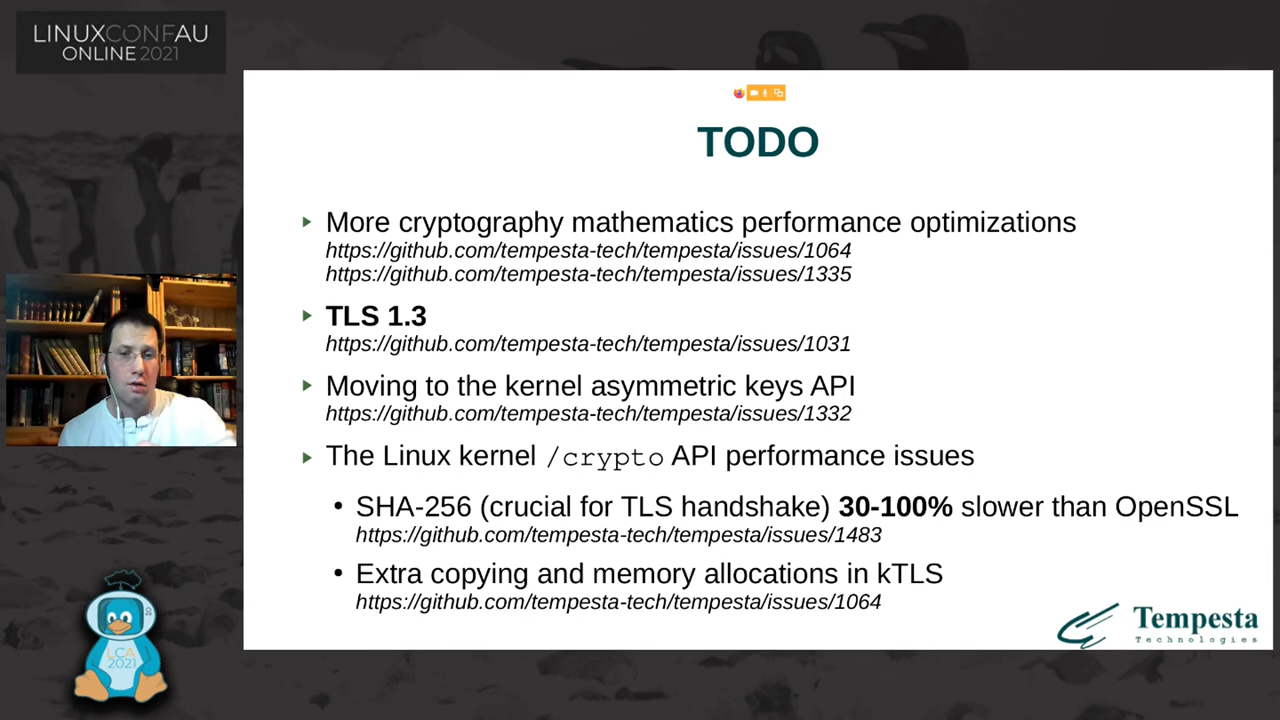 LINUXCONFAU
ONLINE 2021
TODO
More cryptography mathematics performance optimizations
https://github.com/tempesta-tech/tempesta/issues/1064
https://github.com/tempesta-tech/tempesta/issues/1335
TLS 1.3
https://github.com/tempesta-tech/tempesta/issues/1031
Moving to the kernel asymmetric keys API
https://github.com/tempesta-tech/tempesta/issues/1332
The Linux kernel /crypto API performance issues
SHA-256 (crucial for TLS handshake) 30-100% slower than OpenSSL
https://github.com/tempesta-tech/tempesta/issues/1483
Extra copying and memory allocations in kTLS
https://github.com/tempesta-tech/tempesta/issues/1064
Tempesta
Technologies
LCA
2021